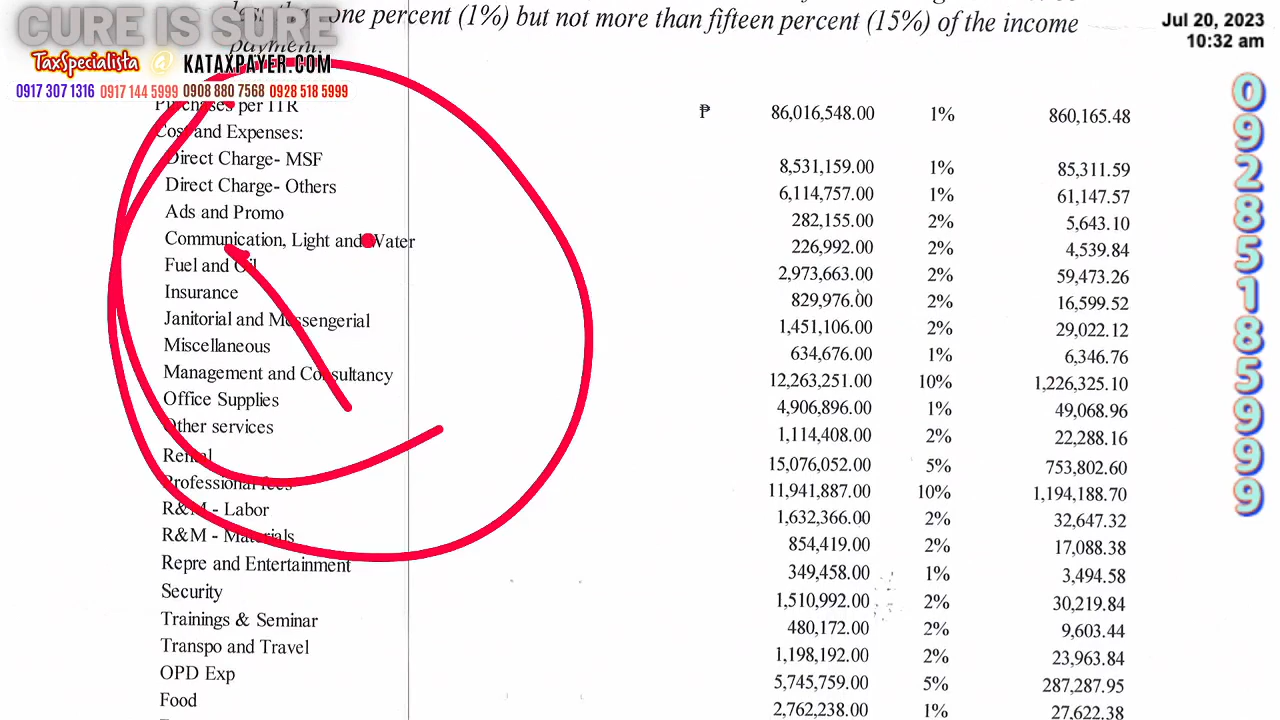 less than one percent (1%) but not more than fifteen percent (15%) of the income
payment.
CURE IS SURE
TaxSpecialista @ KATAXPAYER.COM
0917 307 1316 0917 144 5999 0908 880 7568 0928 518 5999
Jul 20, 2023
10:32 am
09285185999
Purchases per ITR ₱ 86,016,548.00 1% 860,165.48
Cost and Expenses:
Direct Charge- MSF 8,531,159.00 1% 85,311.59
Direct Charge- Others 6,114,757.00 1% 61,147.57
Ads and Promo 282,155.00 2% 5,643.10
Communication, Light and Water 226,992.00 2% 4,539.84
Fuel and Oil 2,973,663.00 2% 59,473.26
Insurance 829,976.00 2% 16,599.52
Janitorial and Messengerial 1,451,106.00 2% 29,022.12
Miscellaneous 634,676.00 1% 6,346.76
Management and Consultancy 12,263,251.00 10% 1,226,325.10
Office Supplies 4,906,896.00 1% 49,068.96
Other services 1,114,408.00 2% 22,288.16
Rental 15,076,052.00 5% 753,802.60
Professional fees 11,941,887.00 10% 1,194,188.70
R&M - Labor 1,632,366.00 2% 32,647.32
R&M - Materials 854,419.00 2% 17,088.38
Repre and Entertainment 349,458.00 1% 3,494.58
Security 1,510,992.00 2% 30,219.84
Trainings & Seminar 480,172.00 2% 9,603.44
Transpo and Travel 1,198,192.00 2% 23,963.84
OPD Exp 5,745,759.00 5% 287,287.95
Food 2,762,238.00 1% 27,622.38